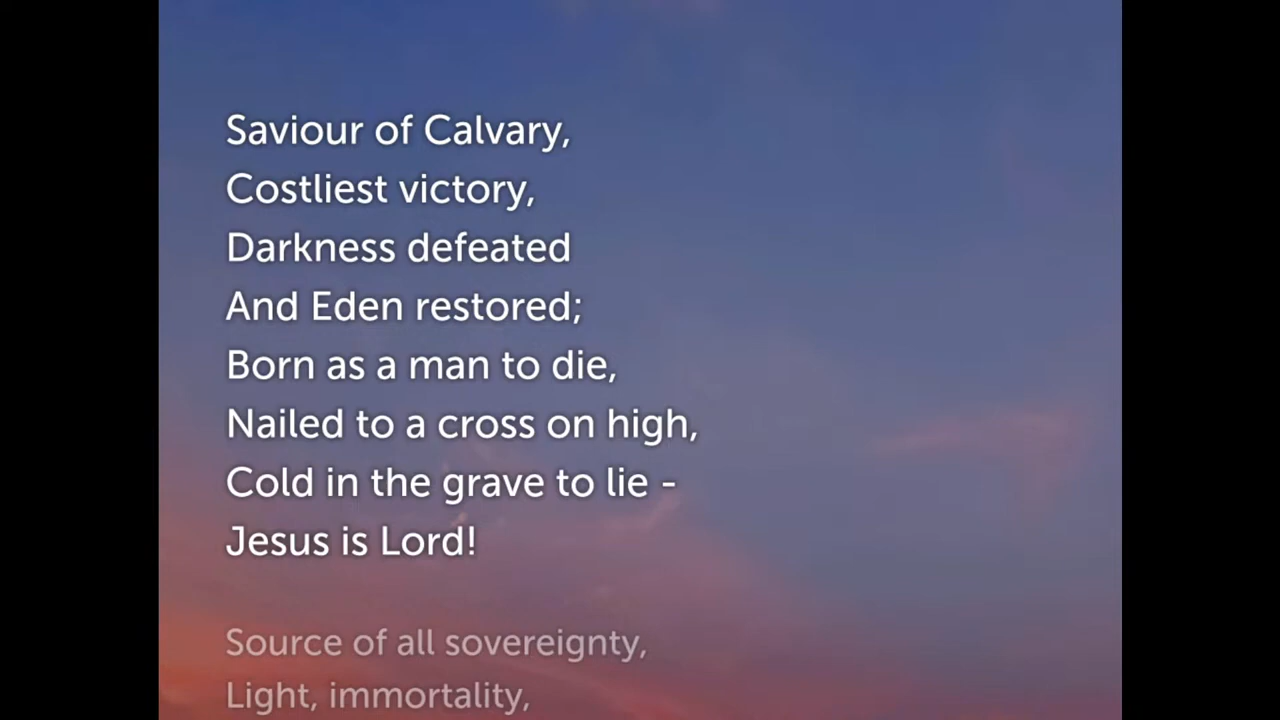 Saviour of Calvary,
Costliest victory,
Darkness defeated
And Eden restored;
Born as a man to die,
Nailed to a cross on high,
Cold in the grave to lie -
Jesus is Lord!
Source of all sovereignty,
Light, immortality,